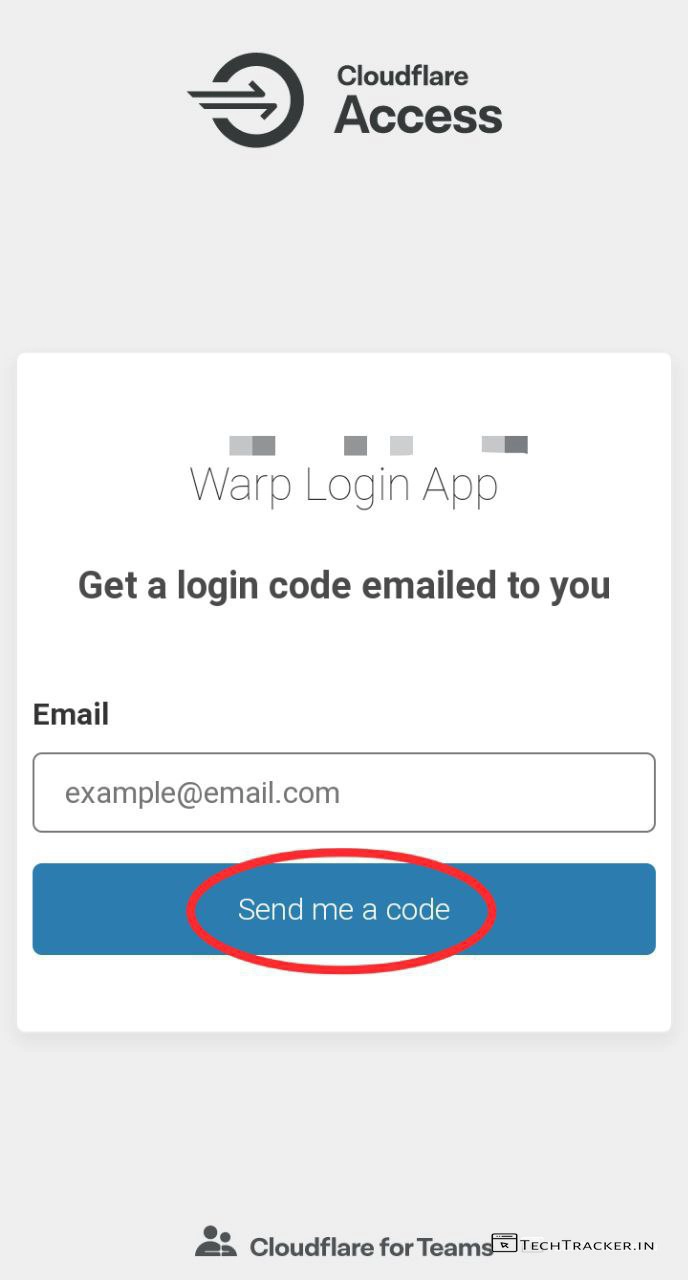 Cloudflare
Access
Warp Login App
Get a login code emailed to you
Email
example@email.com
Send me a code
Cloudflare for Teams
TECHTRACKER.IN